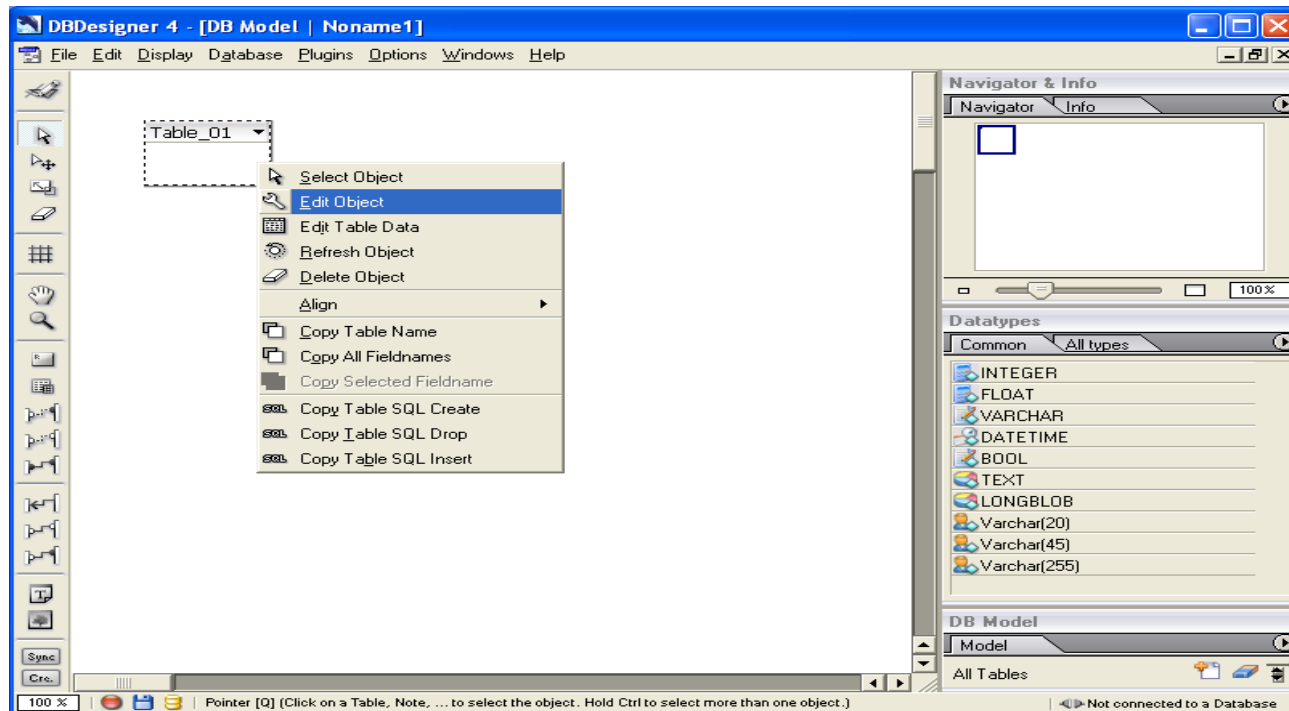 DBDesigner 4 - [DB Model | Noname1]
File Edit Display Database Plugins Options Windows Help
Navigator & Info
Navigator Info
Table_01
Select Object
Edit Object
Edit Table Data
Refresh Object
Delete Object
Align
Copy Table Name
Copy All Fieldnames
Copy Selected Fieldname
SQL Copy Table SQL Create
SQL Copy Table SQL Drop
SQL Copy Table SQL Insert
100%
Datatypes
Common All types
INTEGER
FLOAT
VARCHAR
DATETIME
BOOL
TEXT
LONGBLOB
Varchar(20)
Varchar(45)
Varchar(255)
DB Model
Model
All Tables
Sync
Cre.
100 % Pointer [Q] (Click on a Table, Note, ... to select the object. Hold Ctrl to select more than one object.) Not connected to a Database